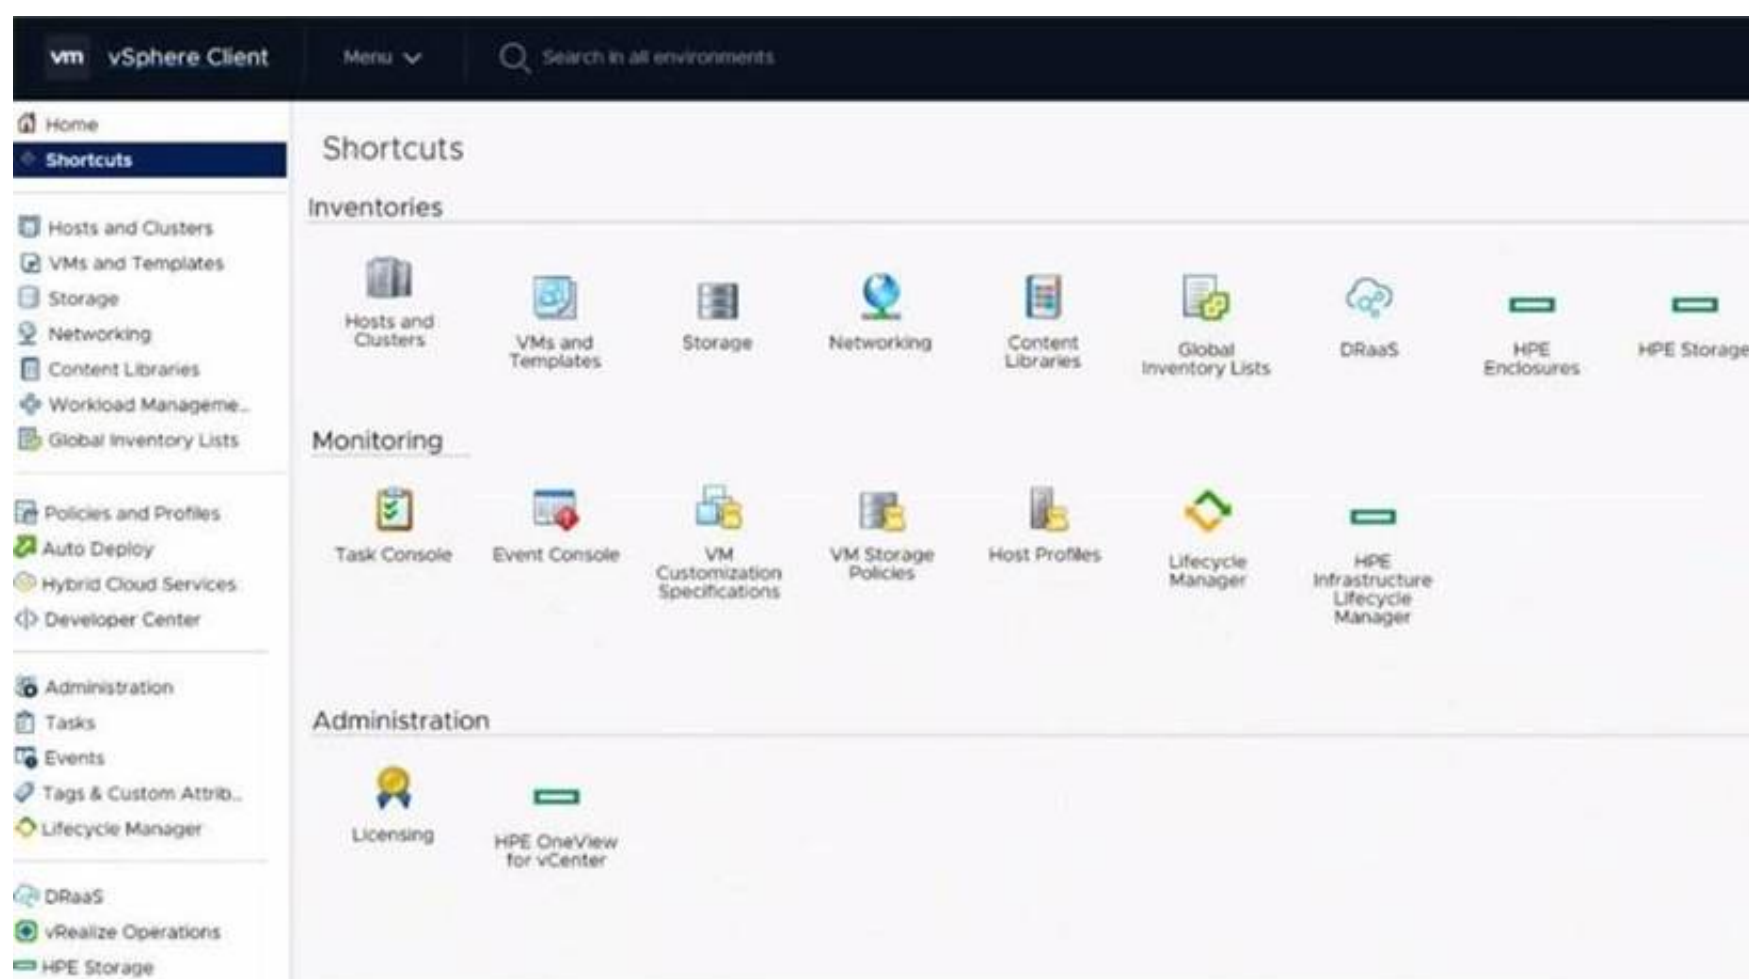 vm vSphere Client Menu Search in all environments
Home
Shortcuts
Hosts and Clusters
VMs and Templates
Storage
Networking
Content Libraries
Workload Manageme...
Global Inventory Lists
Policies and Profiles
Auto Deploy
Hybrid Cloud Services
Developer Center
Administration
Tasks
Events
Tags & Custom Attrib...
Lifecycle Manager
DRaaS
vRealize Operations
HPE Storage
Shortcuts
Inventories
Hosts and
Clusters
VMs and
Templates
Storage
Networking
Content
Libraries
Global
Inventory Lists
DRaaS
HPE
Enclosures
HPE Storage
Monitoring
Task Console
Event Console
VM
Customization
Specifications
VM Storage
Policies
Host Profiles
Lifecycle
Manager
HPE
Infrastructure
Lifecycle
Manager
Administration
Licensing
HPE OneView
for vCenter